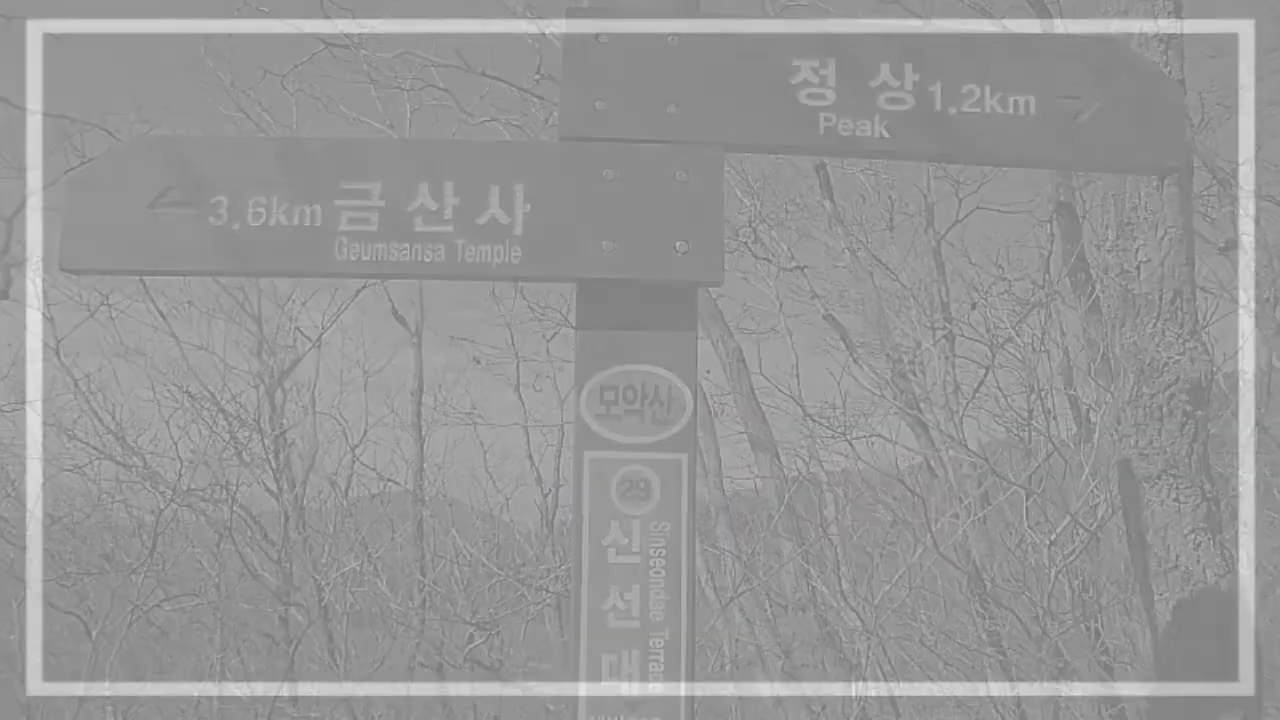 정 상 1.2km →
Peak
← 3.6km 금 산 사
Geumsansa Temple
모악산
29
신선대
Sinseondae Terrace